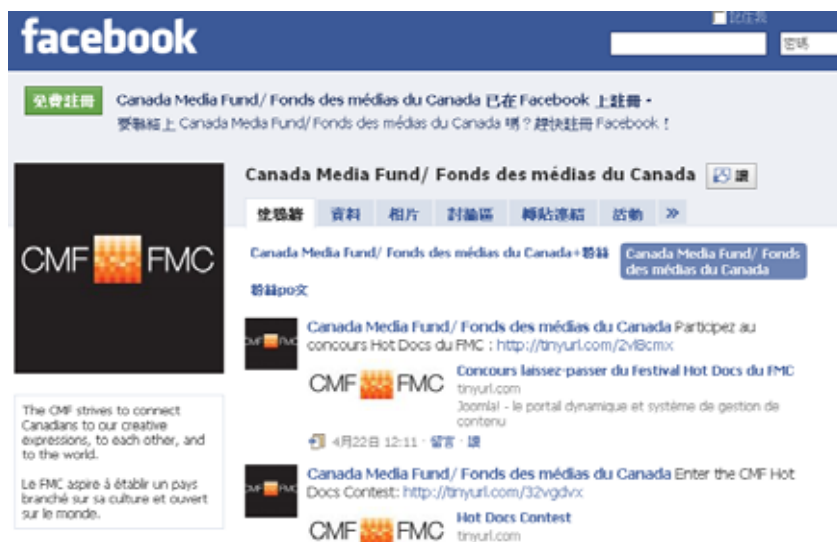 facebook
記住我
密碼
免費註冊
Canada Media Fund/ Fonds des médias du Canada 已在 Facebook 上註冊。
要聯絡上 Canada Media Fund/ Fonds des médias du Canada 嗎？趕快註冊 Facebook！
Canada Media Fund/ Fonds des médias du Canada 讚
塗鴉牆 資料 相片 討論區 轉貼連結 活動 »
Canada Media Fund/ Fonds des médias du Canada+粉絲
Canada Media Fund/ Fonds
des médias du Canada
粉絲po文
CMF FMC
Canada Media Fund/ Fonds des médias du Canada Participez au
concours Hot Docs du FMC : http://tinyurl.com/2vl8cmx
CMF FMC
Concours laissez-passer du Festival Hot Docs du FMC
tinyurl.com
Joomla! - le portal dynamique et système de gestion de
contenu
4月22日 12:11 · 留言 · 讚
Canada Media Fund/ Fonds des médias du Canada Enter the CMF Hot
Docs Contest: http://tinyurl.com/32vgdvx
CMF FMC
Hot Docs Contest
tinyurl.com
The CMF strives to connect
Canadians to our creative
expressions, to each other, and
to the world.
Le FMC aspire à établir un pays
branché sur sa culture et ouvert
sur le monde.